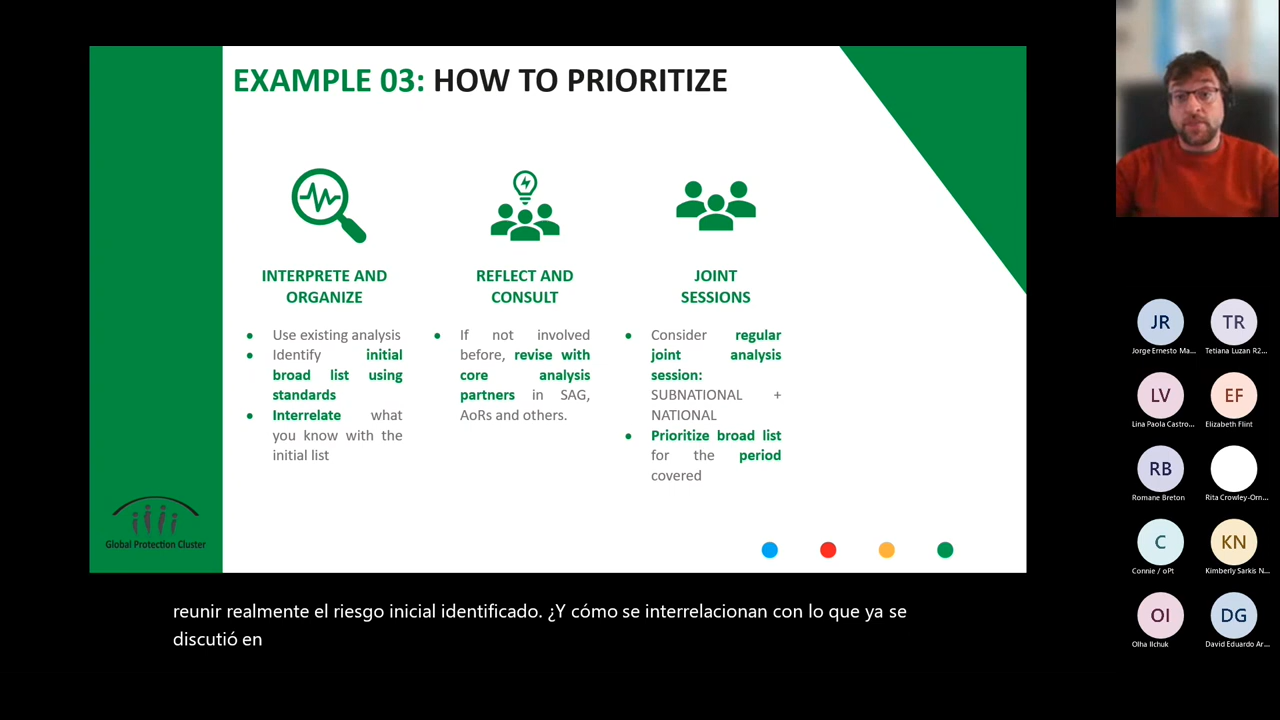 EXAMPLE 03: HOW TO PRIORITIZE
INTERPRETE AND
ORGANIZE
• Use existing analysis
• Identify initial
broad list using
standards
• Interrelate what
you know with the
initial list
REFLECT AND
CONSULT
• If not involved
before, revise with
core analysis
partners in SAG,
AoRs and others.
JOINT
SESSIONS
• Consider regular
joint analysis
session:
SUBNATIONAL +
NATIONAL
• Prioritize broad list
for the period
covered
Global Protection Cluster
reunir realmente el riesgo inicial identificado. ¿Y cómo se interrelacionan con lo que ya se
discutió en
JR
Jorge Ernesto Ma...
TR
Tetiana Luzan R2...
LV
Lina Paola Castro...
EF
Elizabeth Flint
RB
Romane Breton
Rita Crowley-Orn...
C
Connie / oPt
KN
Kimberly Sarkis N...
OI
Olha Ilchuk
DG
David Eduardo Ar...